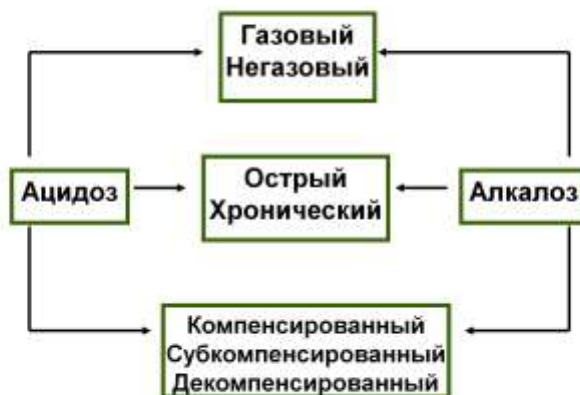 Газовый
Негазовый
Ацидоз
Острый
Хронический
Алкалоз
Компенсированный
Субкомпенсированный
Декомпенсированный